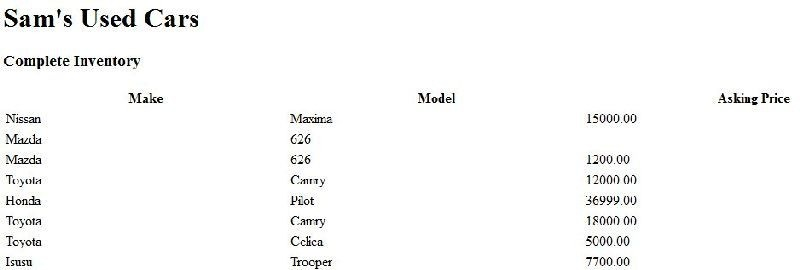 Sam's Used Cars
Complete Inventory
Make Model Asking Price
Nissan Maxima 15000.00
Mazda 626
Mazda 626 1200.00
Toyota Camry 12000.00
Honda Pilot 36999.00
Toyota Camry 18000.00
Toyota Celica 5000.00
Isusu Trooper 7700.00